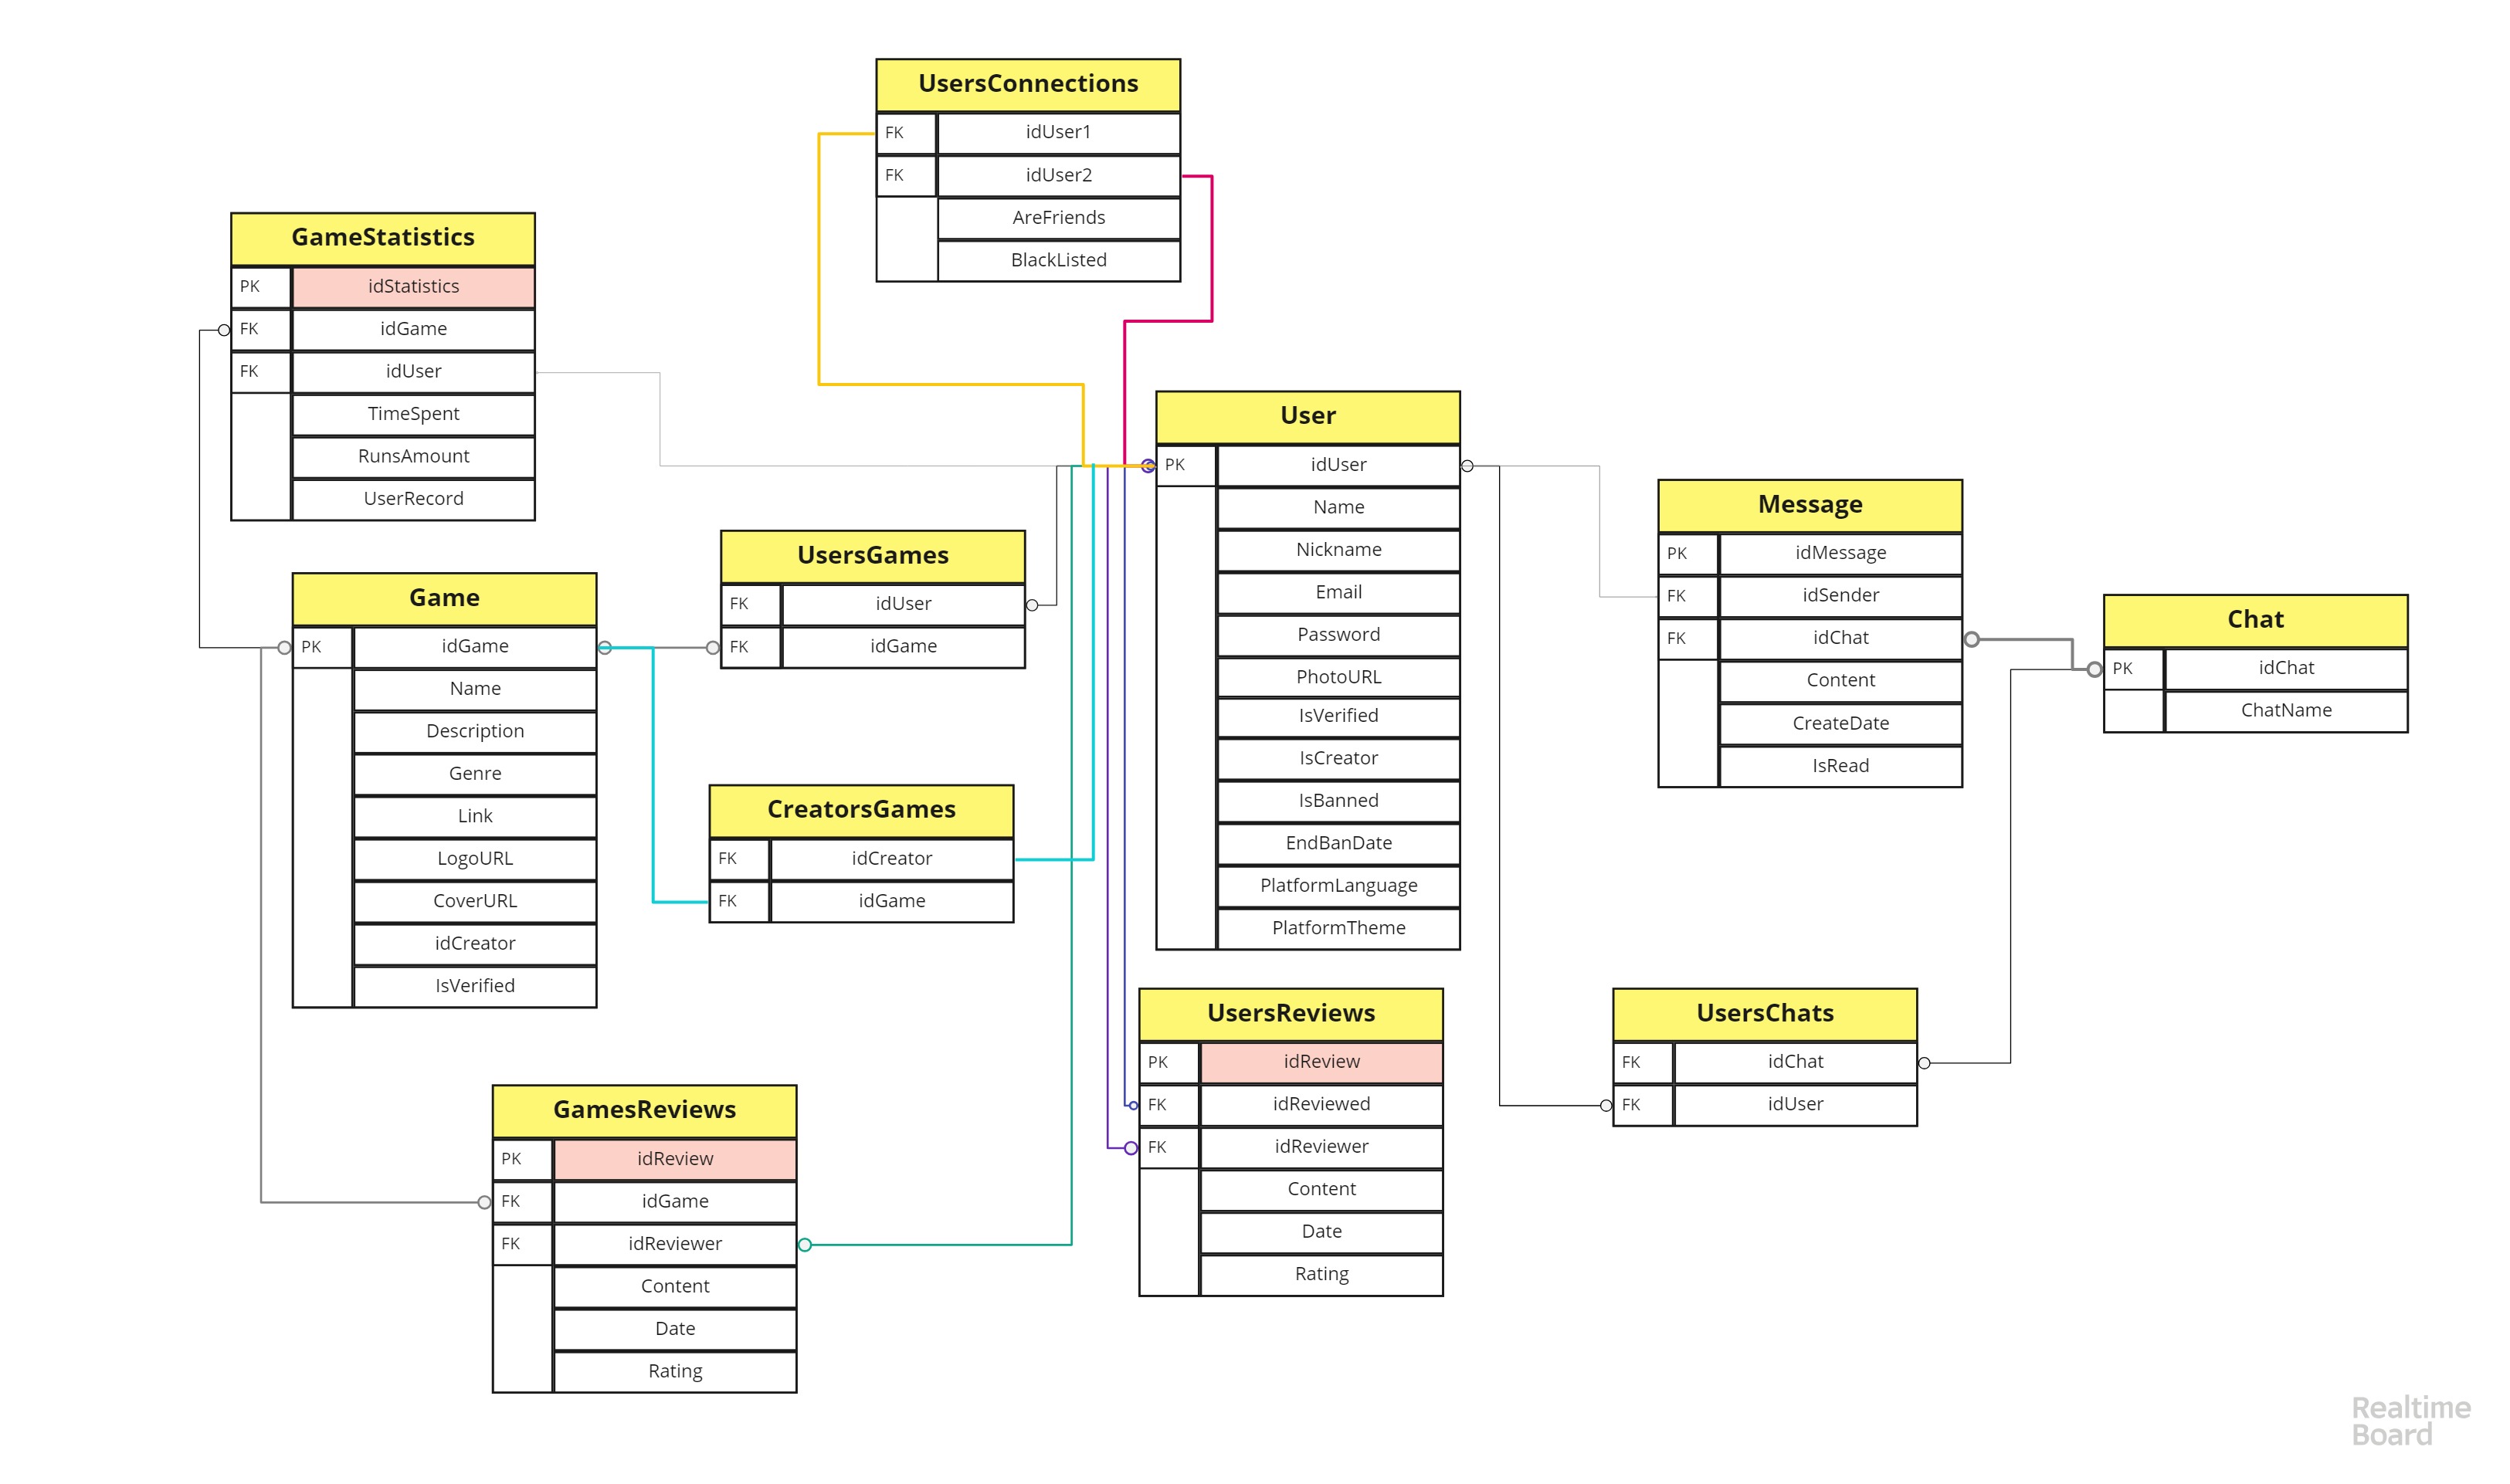 UsersConnections
FK idUser1
FK idUser2
AreFriends
BlackListed
GameStatistics
PK idStatistics
FK idGame
FK idUser
TimeSpent
RunsAmount
UserRecord
User
PK idUser
Name
Nickname
Email
Password
PhotoURL
IsVerified
IsCreator
IsBanned
EndBanDate
PlatformLanguage
PlatformTheme
Message
PK idMessage
FK idSender
FK idChat
Content
CreateDate
IsRead
UsersGames
FK idUser
FK idGame
Game
PK idGame
Name
Description
Genre
Link
LogoURL
CoverURL
idCreator
IsVerified
Chat
PK idChat
ChatName
CreatorsGames
FK idCreator
FK idGame
UsersReviews
PK idReview
FK idReviewed
FK idReviewer
Content
Date
Rating
UsersChats
FK idChat
FK idUser
GamesReviews
PK idReview
FK idGame
FK idReviewer
Content
Date
Rating
Realtime
Board